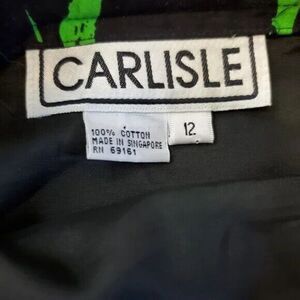 CARLISLE
100% COTTON
MADE IN SINGAPORE
RN 69161
12